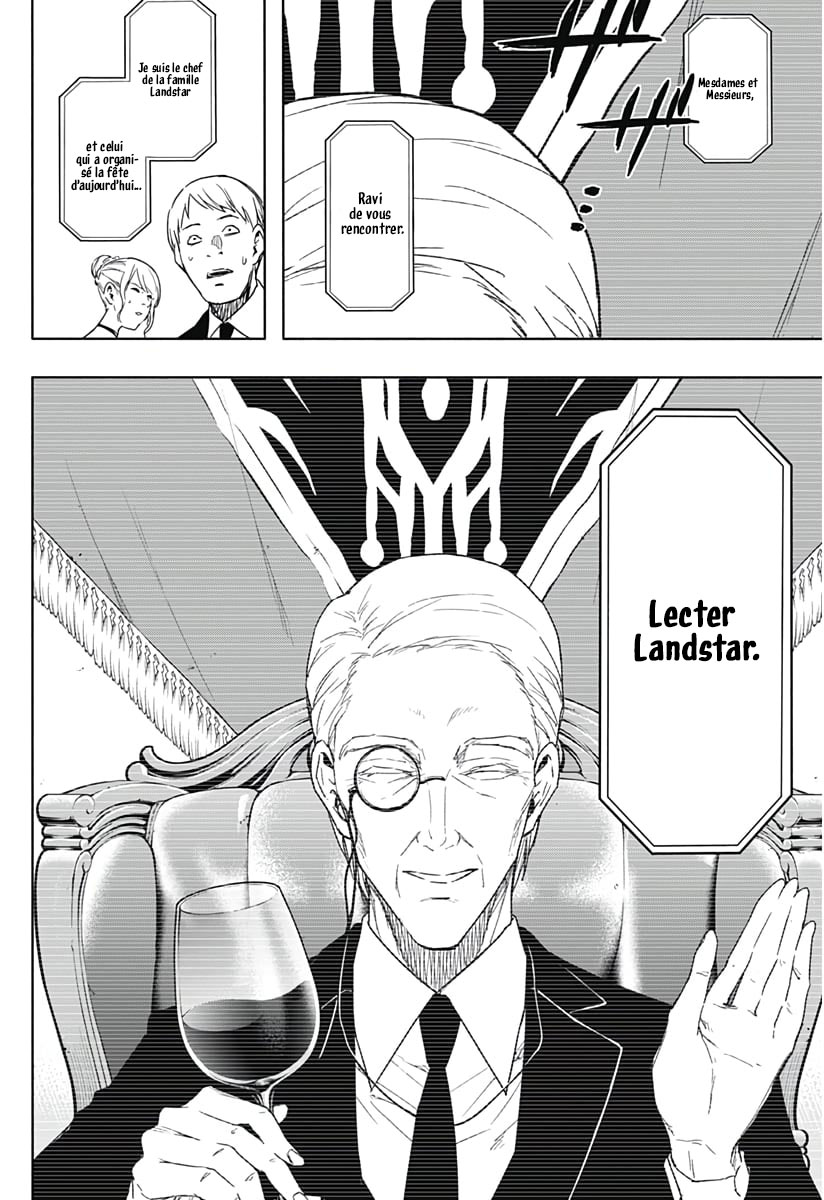 Mesdames et
Messieurs,
Ravi
de vous
rencontrer.
Je suis le chef
de la famille
Landstar
et celui
qui a organi-
sé la fête
d'aujourd'hui...
Lecter
Landstar.